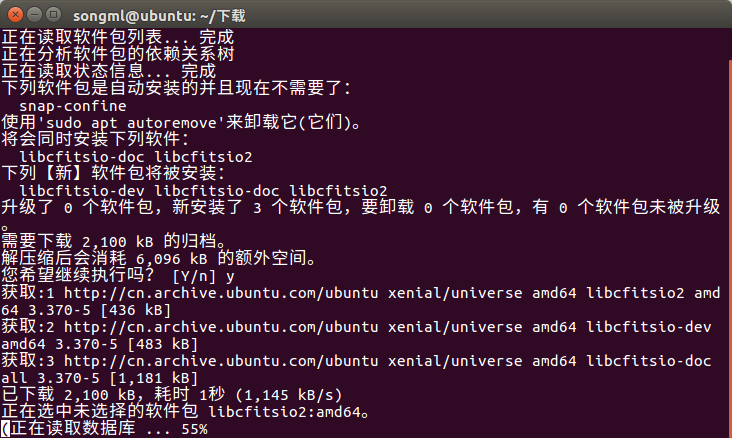 songml@ubuntu: ~/下载
正在读取软件包列表... 完成
正在分析软件包的依赖关系树
正在读取状态信息... 完成
下列软件包是自动安装的并且现在不需要了:
snap-confine
使用'sudo apt autoremove'来卸载它(它们)。
将会同时安装下列软件:
libcfitsio-doc libcfitsio2
下列【新】软件包将被安装:
libcfitsio-dev libcfitsio-doc libcfitsio2
升级了 0 个软件包，新安装了 3 个软件包，要卸载 0 个软件包，有 0 个软件包未被升级
。
需要下载 2,100 kB 的归档。
解压缩后会消耗 6,096 kB 的额外空间。
您希望继续执行吗？ [Y/n] y
获取:1 http://cn.archive.ubuntu.com/ubuntu xenial/universe amd64 libcfitsio2 amd
64 3.370-5 [436 kB]
获取:2 http://cn.archive.ubuntu.com/ubuntu xenial/universe amd64 libcfitsio-dev
amd64 3.370-5 [483 kB]
获取:3 http://cn.archive.ubuntu.com/ubuntu xenial/universe amd64 libcfitsio-doc
all 3.370-5 [1,181 kB]
已下载 2,100 kB，耗时 1秒 (1,145 kB/s)
正在选中未选择的软件包 libcfitsio2:amd64。
(正在读取数据库 ... 55%